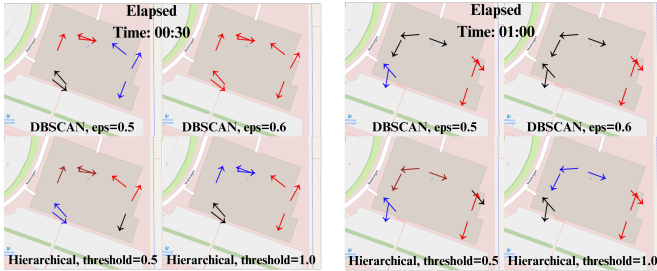 Elapsed
Time: 00:30
DBSCAN, eps=0.5
DBSCAN, eps=0.6
Hierarchical, threshold=0.5
Hierarchical, threshold=1.0
Elapsed
Time: 01:00
DBSCAN, eps=0.5
DBSCAN, eps=0.6
Hierarchical, threshold=0.5
Hierarchical, threshold=1.0